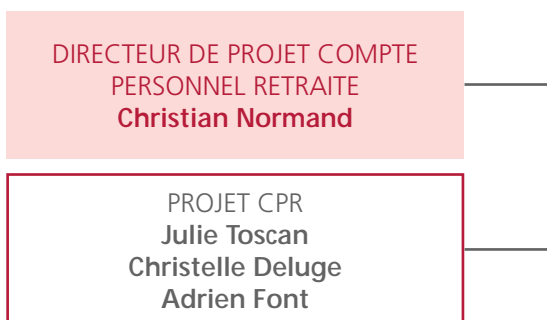 DIRECTEUR DE PROJET COMPTE
PERSONNEL RETRAITE
Christian Normand
PROJET CPR
Julie Toscan
Christelle Deluge
Adrien Font